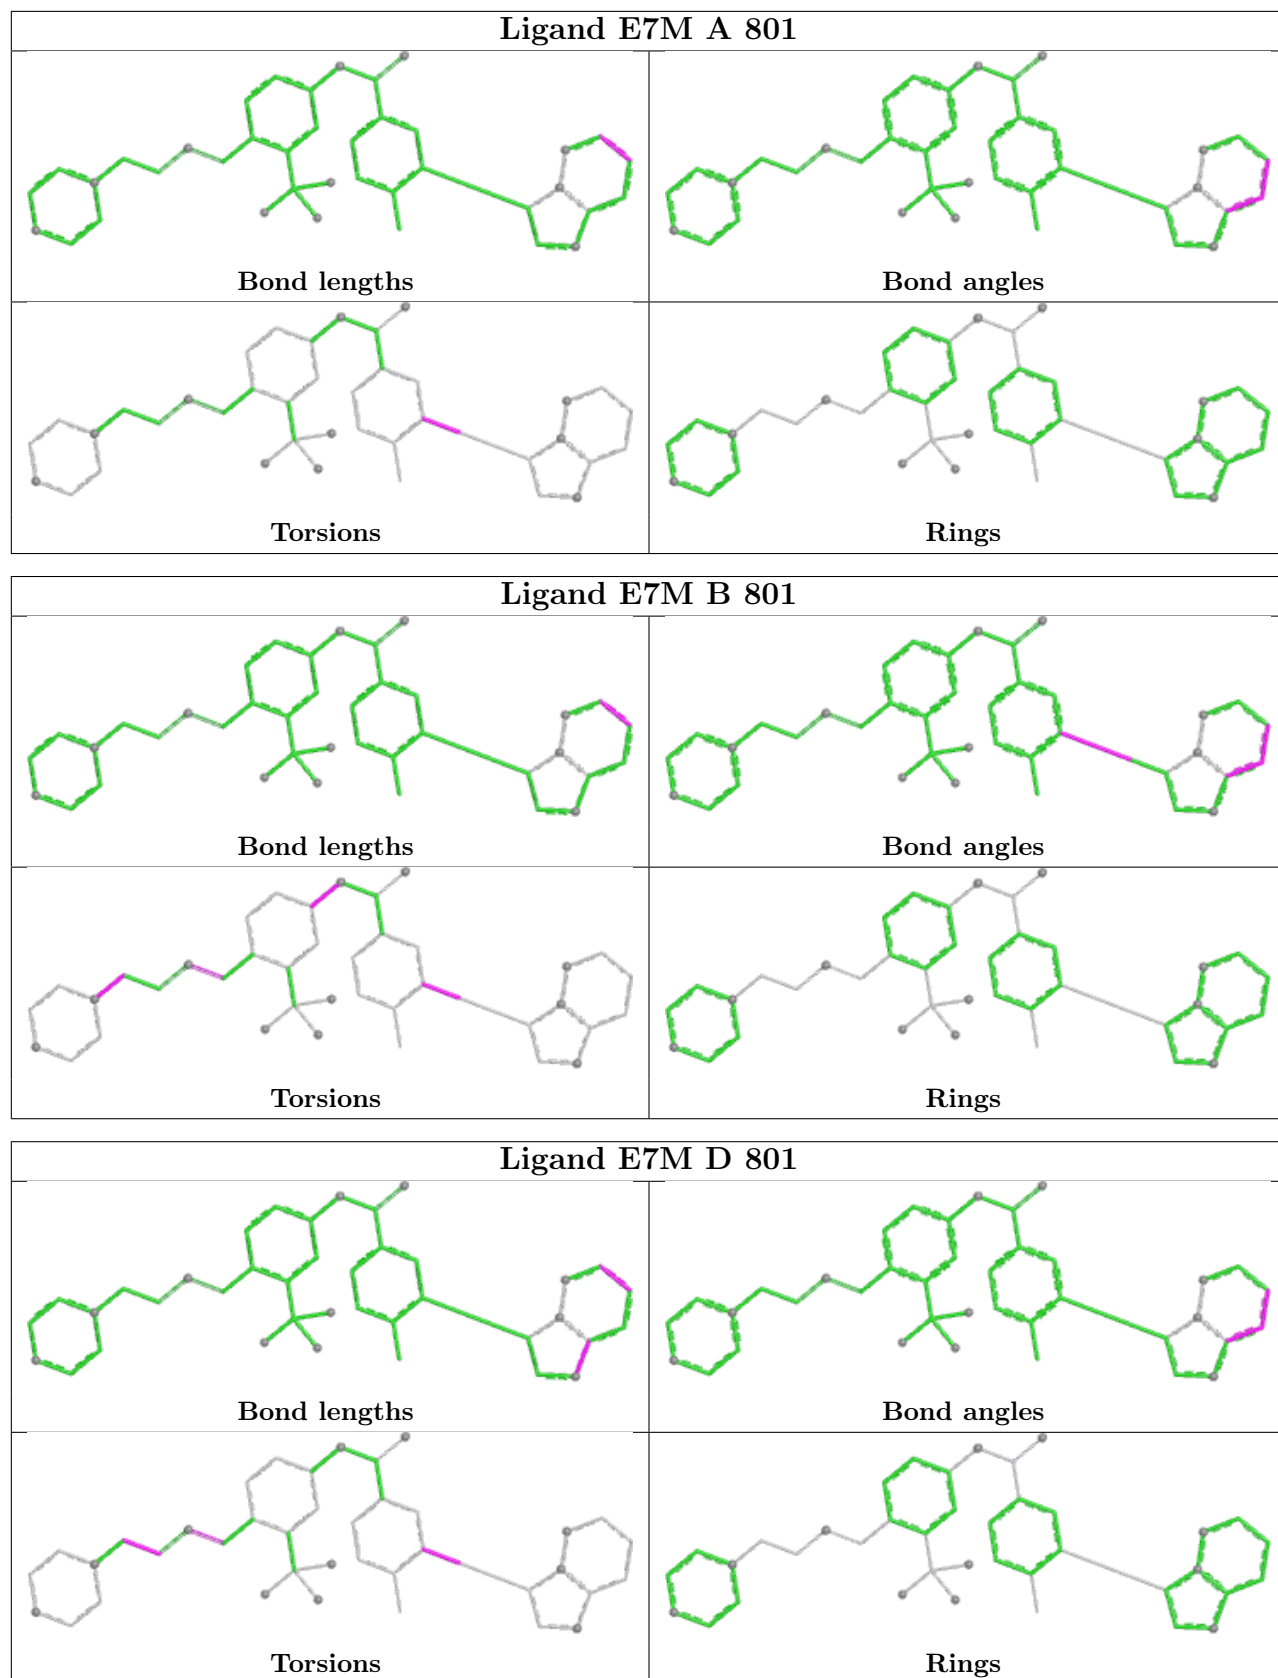 Ligand E7M A 801
Bond lengths
Bond angles
Torsions
Rings
Ligand E7M B 801
Bond lengths
Bond angles
Torsions
Rings
Ligand E7M D 801
Bond lengths
Bond angles
Torsions
Rings